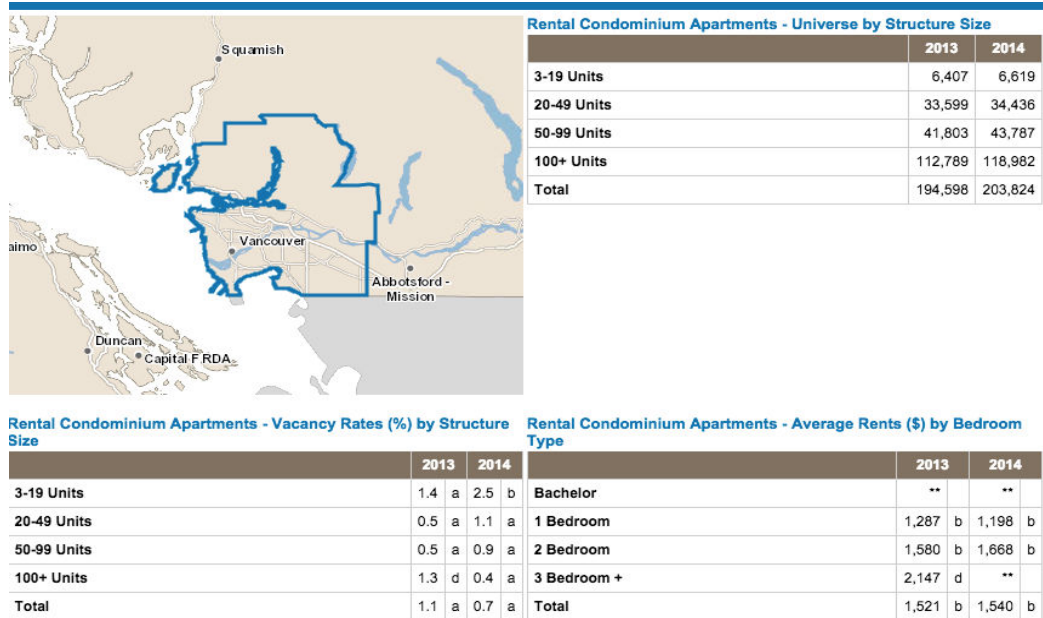 Squamish
Vancouver
aimo
Abbotsford -
Mission
Duncan
Capital F RDA
Rental Condominium Apartments - Universe by Structure Size
2013 2014
3-19 Units 6,407 6,619
20-49 Units 33,599 34,436
50-99 Units 41,803 43,787
100+ Units 112,789 118,982
Total 194,598 203,824
Rental Condominium Apartments - Vacancy Rates (%) by Structure
Size
2013 2014
3-19 Units 1.4 a 2.5 b
20-49 Units 0.5 a 1.1 a
50-99 Units 0.5 a 0.9 a
100+ Units 1.3 d 0.4 a
Total 1.1 a 0.7 a
Rental Condominium Apartments - Average Rents ($) by Bedroom
Type
2013 2014
Bachelor ** **
1 Bedroom 1,287 b 1,198 b
2 Bedroom 1,580 b 1,668 b
3 Bedroom + 2,147 d **
Total 1,521 b 1,540 b